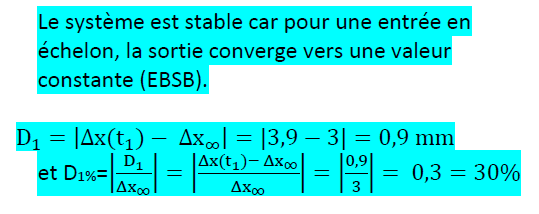 Le système est stable car pour une entrée en
échelon, la sortie converge vers une valeur
constante (EBSB).
D₁ = |Δx(t₁) − Δx∞| = |3,9 − 3| = 0,9 mm
et D₁%=|D₁/Δx∞| = |(Δx(t₁)− Δx∞)/Δx∞| = |0,9/3| = 0,3 = 30%